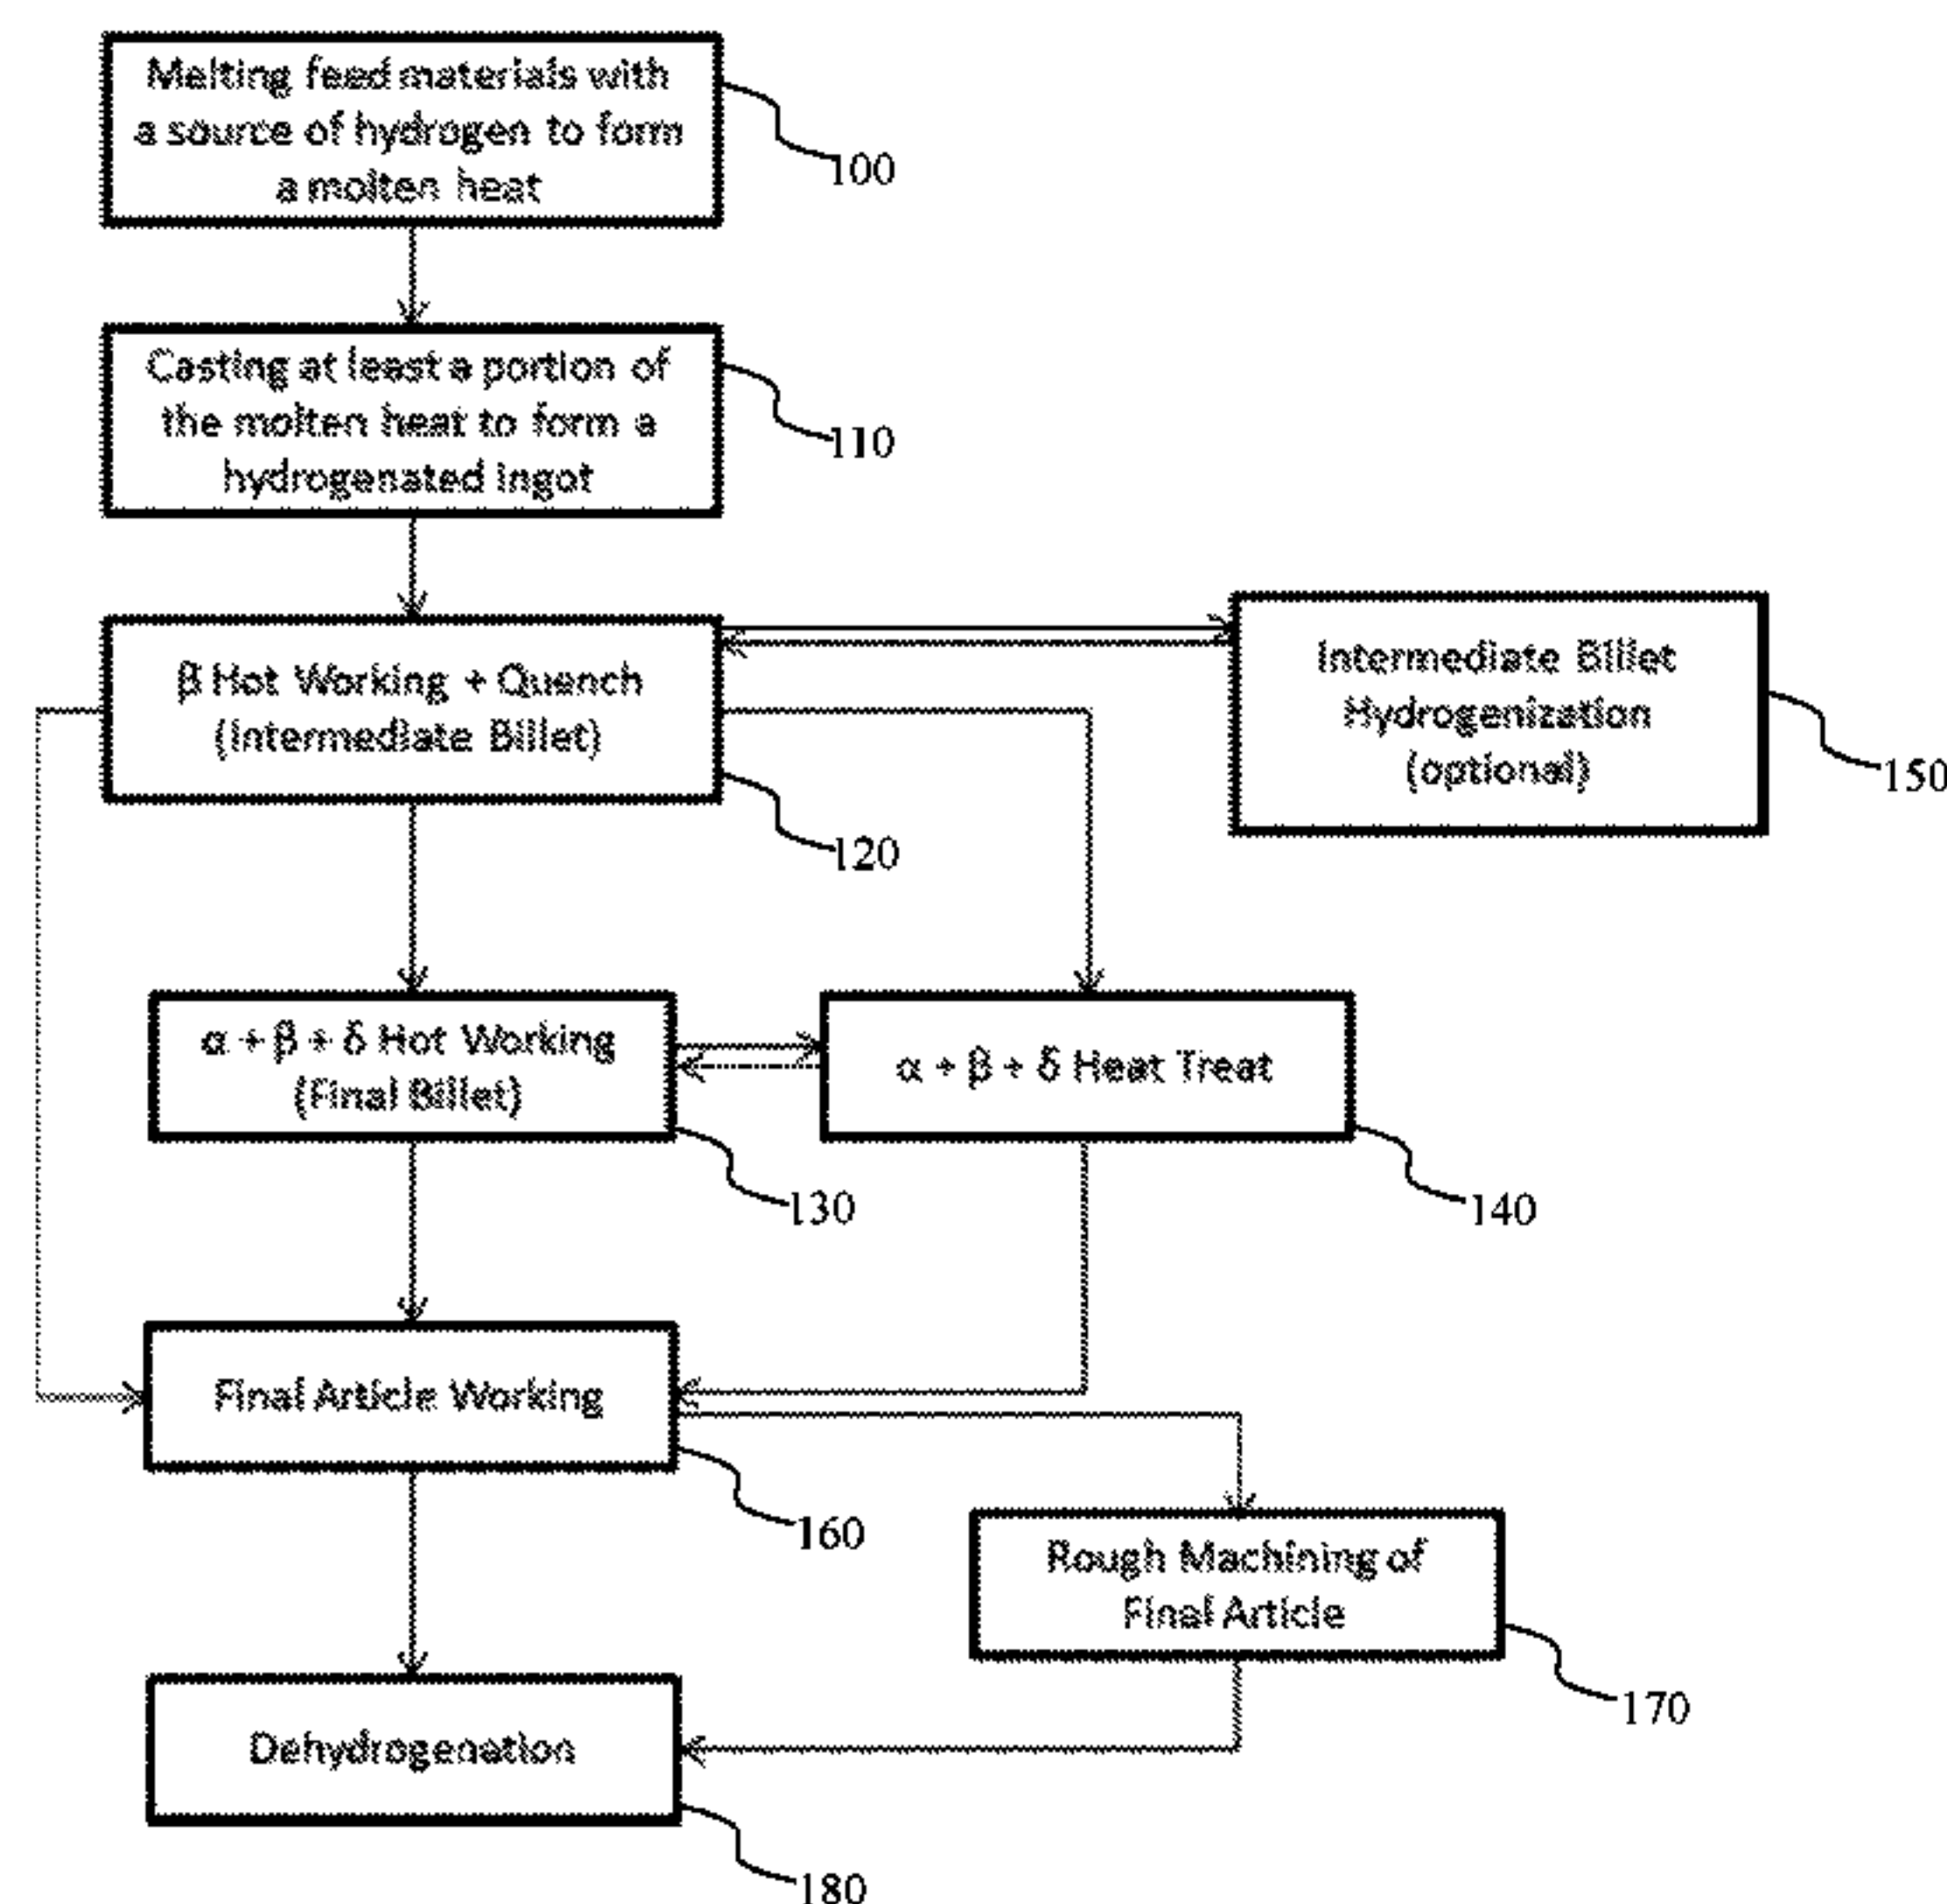 Melting feed materials with
a source of hydrogen to form
a molten heat
100
Casting at least a portion of
the molten heat to form a
hydrogenated ingot
110
β Hot Working + Quench
(Intermediate Billet)
120
Intermediate Billet
Hydrogenization
(optional)
150
α + β + δ Hot Working
(Final Billet)
130
α + β + δ Heat Treat
140
Final Article Working
160
Rough Machining of
Final Article
170
Dehydrogenation
180